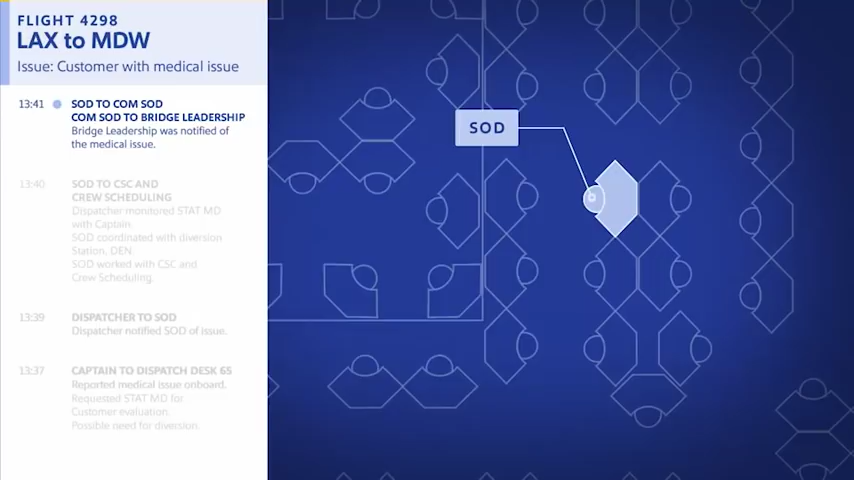 FLIGHT 4298
LAX to MDW
Issue: Customer with medical issue
13:41 SOD TO COM SOD
COM SOD TO BRIDGE LEADERSHIP
Bridge Leadership was notified of
the medical issue.
13:40 SOD TO CSC AND
CREW SCHEDULING
Dispatcher monitored STAT MD
with Captain.
SOD coordinated with diversion
Station, DEN.
SOD worked with CSC and
Crew Scheduling.
13:39 DISPATCHER TO SOD
Dispatcher notified SOD of issue.
13:37 CAPTAIN TO DISPATCH DESK 65
Reported medical issue onboard.
Requested STAT MD for
Customer evaluation.
Possible need for diversion.
SOD